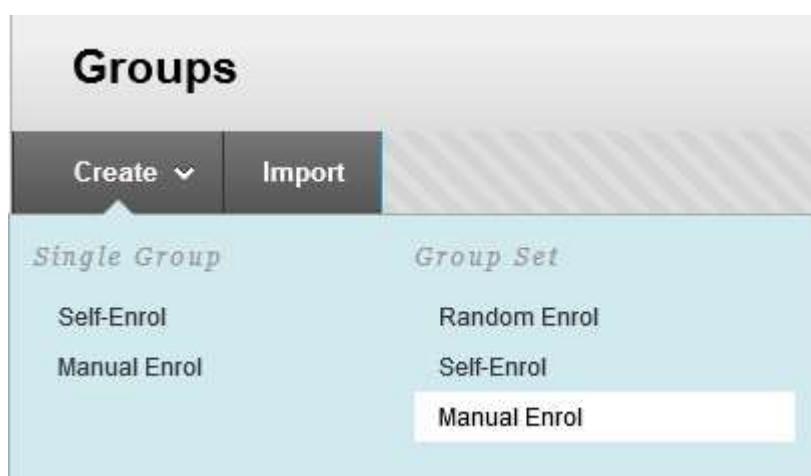 Groups
Create Import
Single Group
Self-Enrol
Manual Enrol
Group Set
Random Enrol
Self-Enrol
Manual Enrol